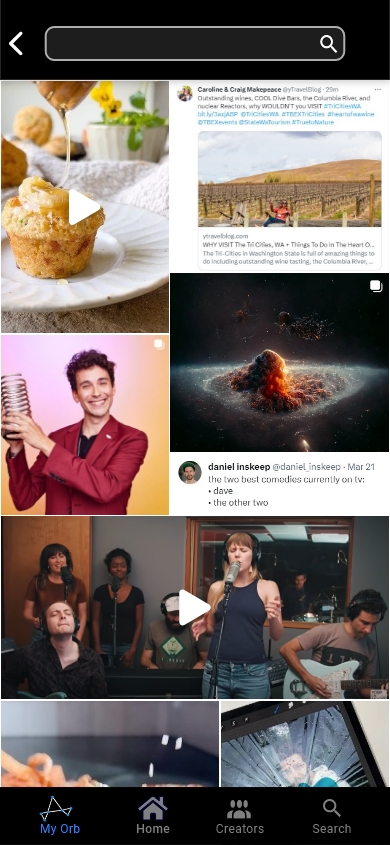 Caroline & Craig Makepeace @yTravelBlog · 29m
Outstanding wines, COOL Dive Bars, the Columbia River, and
nuclear Reactors, why WOULDN'T you VISIT #TriCitiesWA
@TriCitiesWA #TBEXTriCities #heartofwawine
@TBEXevents @StateWaTourism #TruetoNature
ytravelblog.com
WHY VISIT The Tri Cities, WA + Things To Do In The Heart O...
The Tri-Cities in Washington State is full of amazing things to
do including outstanding wine tasting, the Columbia River, ...
daniel inskeep @daniel_inskeep · Mar 21
the two best comedies currently on tv:
• dave
• the other two
My Orb
Home
Creators
Search